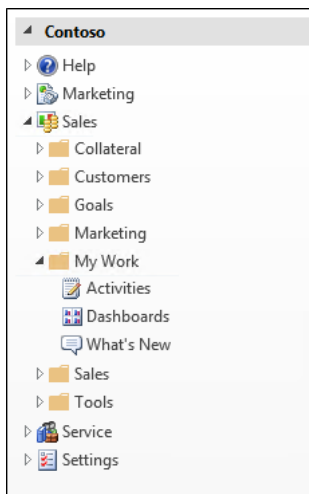 Contoso
Help
Marketing
Sales
Collateral
Customers
Goals
Marketing
My Work
Activities
Dashboards
What's New
Sales
Tools
Service
Settings